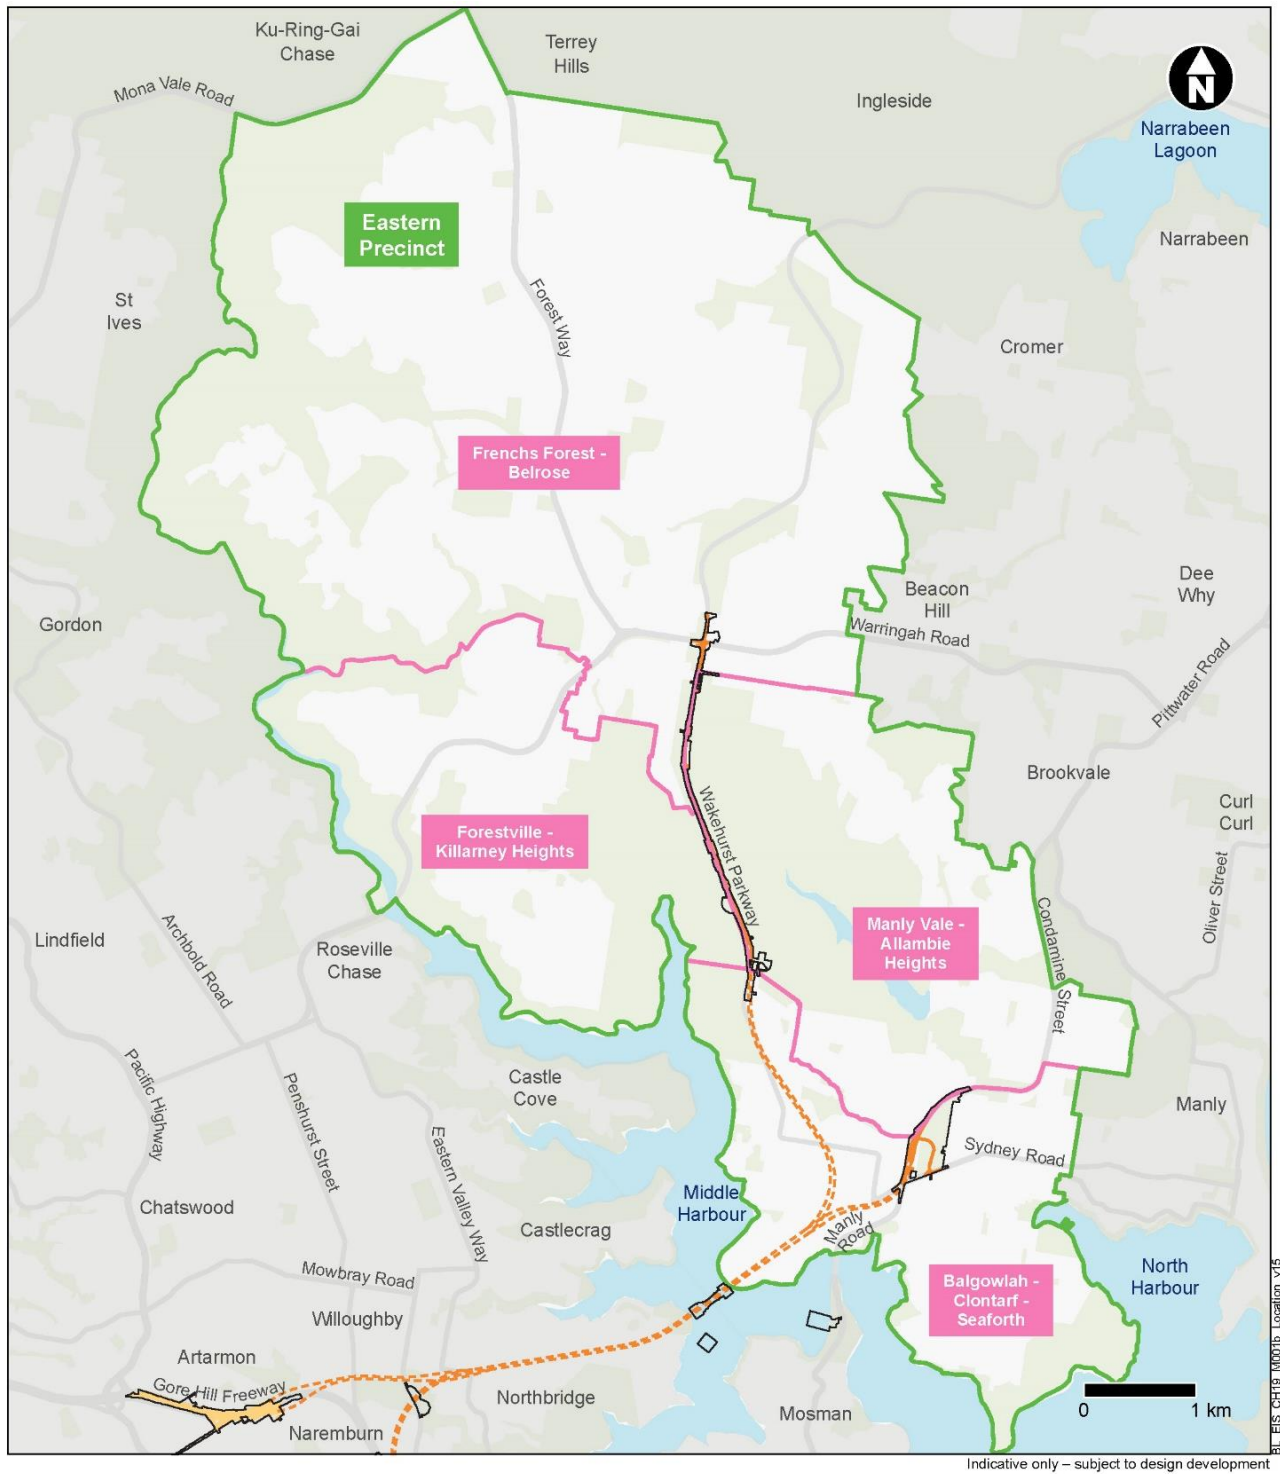 Ku-Ring-Gai
Chase
Terrey
Hills
Mona Vale Road
Ingleside
N
Narrabeen
Lagoon
Eastern
Precinct
Narrabeen
St
Ives
Forest Way
Cromer
Frenchs Forest -
Belrose
Dee
Why
Beacon
Hill
Gordon
Warringah Road
Pittwater Road
Brookvale
Curl
Curl
Wakehurst Parkway
Forestville -
Killarney Heights
Oliver Street
Condamine Street
Manly Vale -
Allambie
Heights
Lindfield
Archbold Road
Roseville
Chase
Pacific Highway
Penshurst Street
Castle
Cove
Manly
Eastern Valley Way
Sydney Road
Chatswood
Middle
Harbour
Castlecrag
Manly
Road
Mowbray Road
North
Harbour
Balgowlah -
Clontarf -
Seaforth
Willoughby
Artarmon
Gore Hill Freeway
Northbridge
Naremburn
Mosman
0 1 km
BL_EIS_CH19_M001b_Location_v15
Indicative only – subject to design development